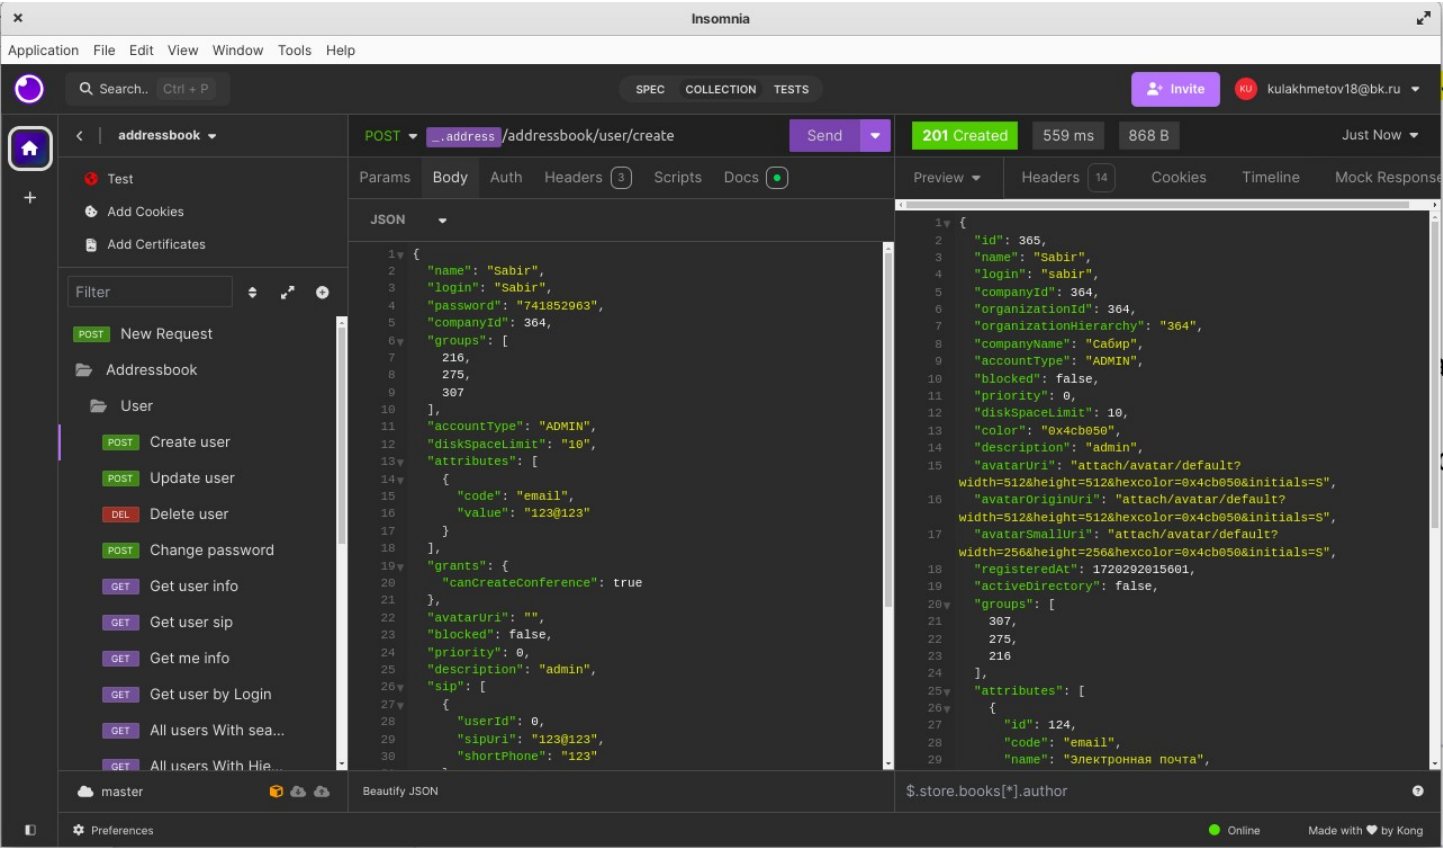 Insomnia
Application File Edit View Window Tools Help
Search.. Ctrl + P
SPEC COLLECTION TESTS
Invite
KU
kulakhmetov18@bk.ru
addressbook
Test
Add Cookies
Add Certificates
Filter
POST New Request
Addressbook
User
POST Create user
POST Update user
DEL Delete user
POST Change password
GET Get user info
GET Get user sip
GET Get me info
GET Get user by Login
GET All users With sea...
GET All users With Hie...
master
Preferences
POST _.address /addressbook/user/create
Send
Params Body Auth Headers 3 Scripts Docs
JSON
1 {
2 "name": "Sabir",
3 "login": "Sabir",
4 "password": "741852963",
5 "companyId": 364,
6 "groups": [
7 216,
8 275,
9 307
10 ],
11 "accountType": "ADMIN",
12 "diskSpaceLimit": "10",
13 "attributes": [
14 {
15 "code": "email",
16 "value": "123@123"
17 }
18 ],
19 "grants": {
20 "canCreateConference": true
21 },
22 "avatarUri": "",
23 "blocked": false,
24 "priority": 0,
25 "description": "admin",
26 "sip": [
27 {
28 "userId": 0,
29 "sipUri": "123@123",
30 "shortPhone": "123"
Beautify JSON
201 Created 559 ms 868 B
Just Now
Preview Headers 14 Cookies Timeline Mock Response
1 {
2 "id": 365,
3 "name": "Sabir",
4 "login": "sabir",
5 "companyId": 364,
6 "organizationId": 364,
7 "organizationHierarchy": "364",
8 "companyName": "Сабир",
9 "accountType": "ADMIN",
10 "blocked": false,
11 "priority": 0,
12 "diskSpaceLimit": 10,
13 "color": "0x4cb050",
14 "description": "admin",
15 "avatarUri": "attach/avatar/default?
width=512&height=512&hexcolor=0x4cb050&initials=S",
16 "avatarOriginUri": "attach/avatar/default?
width=512&height=512&hexcolor=0x4cb050&initials=S",
17 "avatarSmallUri": "attach/avatar/default?
width=256&height=256&hexcolor=0x4cb050&initials=S",
18 "registeredAt": 1720292015601,
19 "activeDirectory": false,
20 "groups": [
21 307,
22 275,
23 216
24 ],
25 "attributes": [
26 {
27 "id": 124,
28 "code": "email",
29 "name": "Электронная почта",
$.store.books[*].author
Online
Made with ♥ by Kong